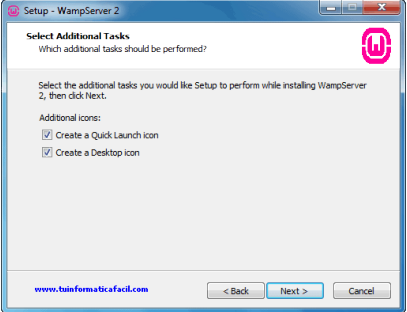 Setup - WampServer 2
Select Additional Tasks
Which additional tasks should be performed?
Select the additional tasks you would like Setup to perform while installing WampServer
2, then click Next.
Additional icons:
Create a Quick Launch icon
Create a Desktop icon
www.tuinformaticafacil.com
< Back
Next >
Cancel